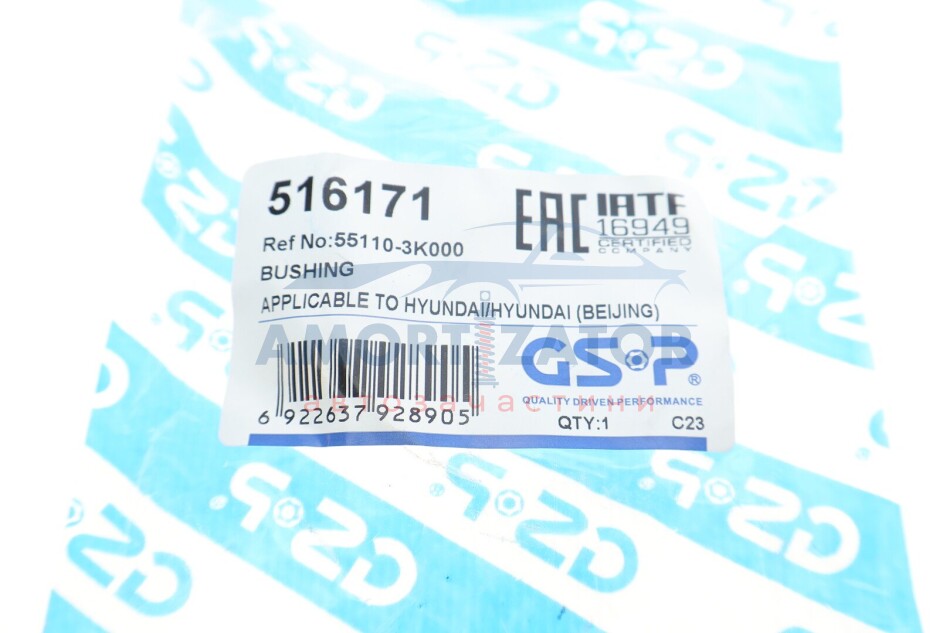 516171
EAC
IATF
16949
CERTIFIED
COMPANY
Ref No:55110-3K000
BUSHING
APPLICABLE TO HYUNDAI/HYUNDAI (BEIJING)
AMORTIZATOR
автозапчастини
GSP®
QUALITY DRIVEN PERFORMANCE
6 922637 928905
QTY:1
C23